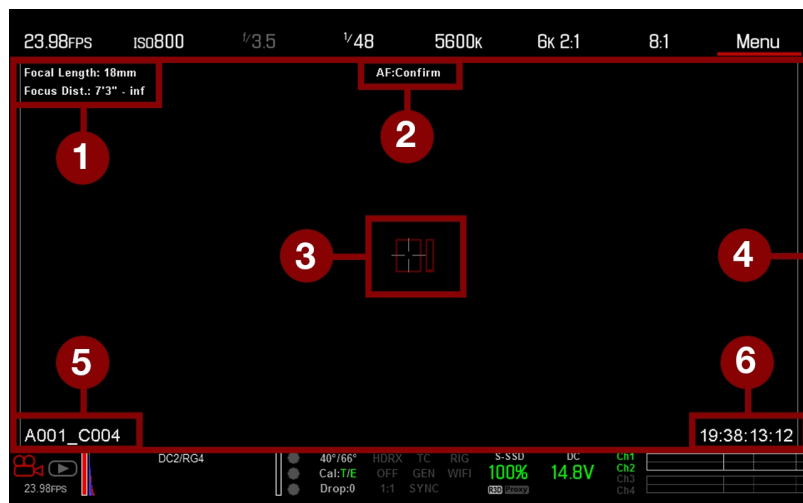 23.98FPS ISO800 f/3.5 1/48 5600K 6K 2:1 8:1 Menu
Focal Length: 18mm
Focus Dist.: 7'3" - inf
AF:Confirm
1
2
3
4
5
6
A001_C004
19:38:13:12
DC2/RG4
23.98FPS
40°/66° HDRX TC RIG
Cal:T/E OFF GEN WIFI
Drop:0 1:1 SYNC
S-SSD
100%
R3D Proxy
DC
14.8V
Ch1
Ch2
Ch3
Ch4